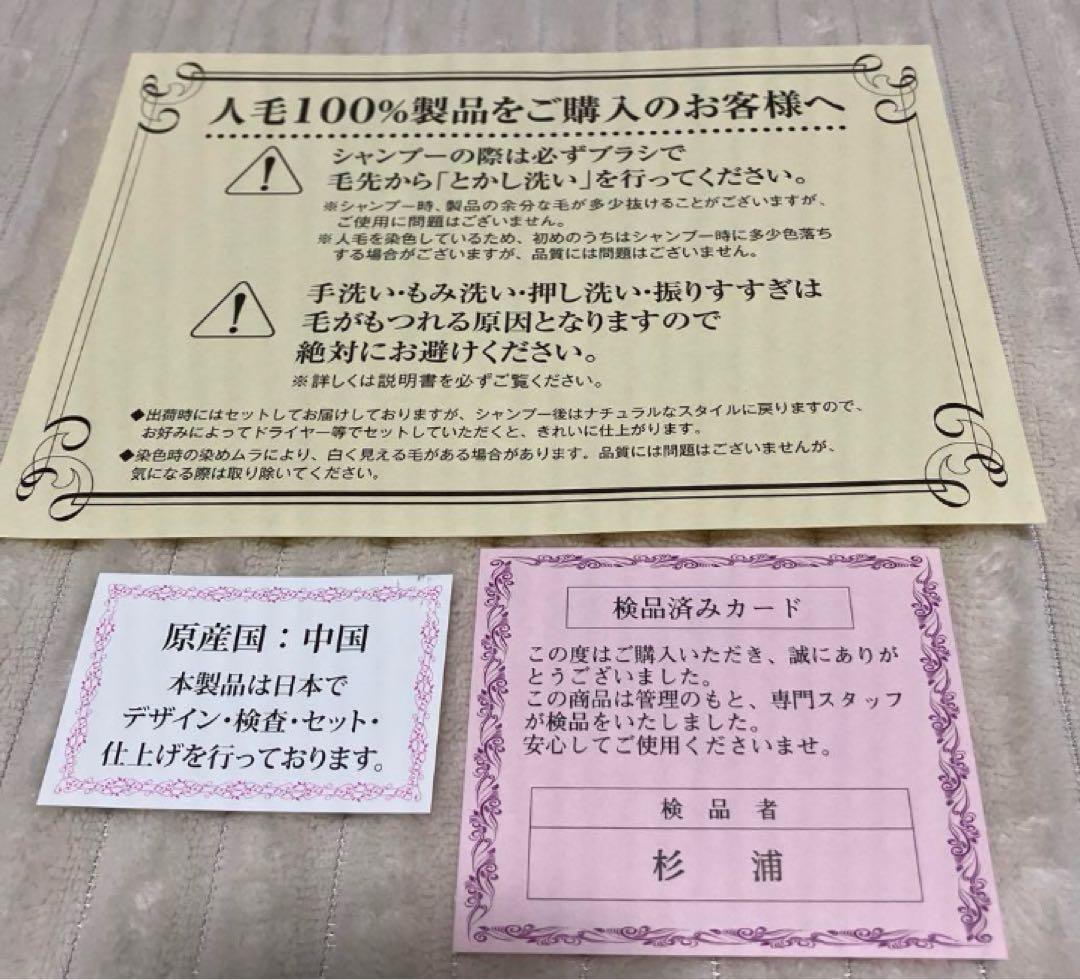 人毛100%製品をご購入のお客様へ
シャンプーの際は必ずブラシで
毛先から「とかし洗い」を行ってください。
※シャンプー時、製品の余分な毛が多少抜けることがございますが、
ご使用に問題はございません。
※人毛を染色しているため、初めのうちはシャンプー時に多少色落ち
する場合がございますが、品質には問題はございません。
手洗い・もみ洗い・押し洗い・振りすすぎは
毛がもつれる原因となりますので
絶対にお避けください。
※詳しくは説明書を必ずご覧ください。
◆出荷時にはセットしてお届けしておりますが、シャンプー後はナチュラルなスタイルに戻りますので、
お好みによってドライヤー等でセットしていただくと、きれいに仕上がります。
◆染色時の染めムラにより、白く見える毛がある場合があります。品質には問題はございませんが、
気になる際は取り除いてください。
原産国：中国
本製品は日本で
デザイン・検査・セット・
仕上げを行っております。
検品済みカード
この度はご購入いただき、誠にありが
とうございました。
この商品は管理のもと、専門スタッフ
が検品をいたしました。
安心してご使用くださいませ。
検品者
杉浦